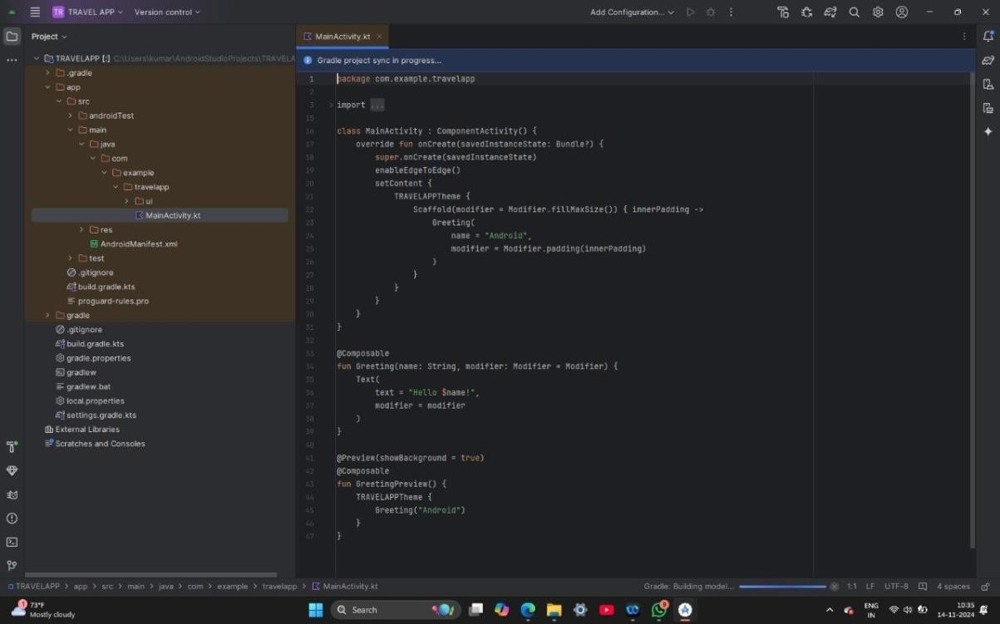 TR TRAVEL APP Version control Add Configuration...
Project
MainActivity.kt
TRAVELAPP [:] C:\Users\kumar\AndroidStudioProjects\TRAVELA
Gradle project sync in progress...
.gradle
app
src
androidTest
main
java
com
example
travelapp
ui
MainActivity.kt
res
AndroidManifest.xml
test
.gitignore
build.gradle.kts
proguard-rules.pro
gradle
.gitignore
build.gradle.kts
gradle.properties
gradlew
gradlew.bat
local.properties
settings.gradle.kts
External Libraries
Scratches and Consoles
1 package com.example.travelapp
2
3 import ...
15
16 class MainActivity : ComponentActivity() {
17 override fun onCreate(savedInstanceState: Bundle?) {
18 super.onCreate(savedInstanceState)
19 enableEdgeToEdge()
20 setContent {
21 TRAVELAPPTheme {
22 Scaffold(modifier = Modifier.fillMaxSize()) { innerPadding ->
23 Greeting(
24 name = "Android",
25 modifier = Modifier.padding(innerPadding)
26 )
27 }
28 }
29 }
30 }
31 }
32
33 @Composable
34 fun Greeting(name: String, modifier: Modifier = Modifier) {
35 Text(
36 text = "Hello $name!",
37 modifier = modifier
38 )
39 }
40
41 @Preview(showBackground = true)
42 @Composable
43 fun GreetingPreview() {
44 TRAVELAPPTheme {
45 Greeting("Android")
46 }
47 }
TRAVELAPP > app > src > main > java > com > example > travelapp > MainActivity.kt Gradle: Building model... 1:1 LF UTF-8 4 spaces
1 73°F
Mostly cloudy
Search
9
ENG
IN
10:35
14-11-2024